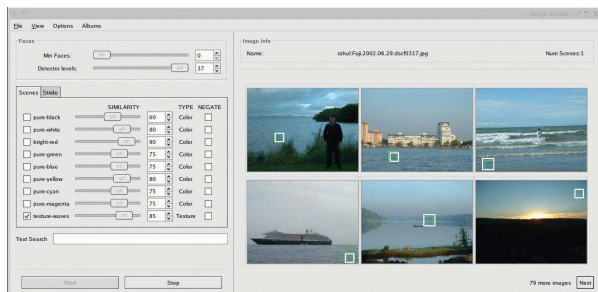 Image Search
File View Options Albums
Faces
Min Faces: 0
Detector levels: 37
Scenes Stride
SIMILARITY TYPE NEGATE
pure-black 60 Color
pure-white 80 Color
bright-red 90 Color
pure-green 75 Color
pure-blue 75 Color
pure-yellow 80 Color
pure-cyan 75 Color
pure-magenta 75 Color
texture-waves 85 Texture
Text Search
Start Stop
Image Info
Name: rahul:Fuji.2002.06.29:dscf0317.jpg Num Scenes:1
79 more images Next